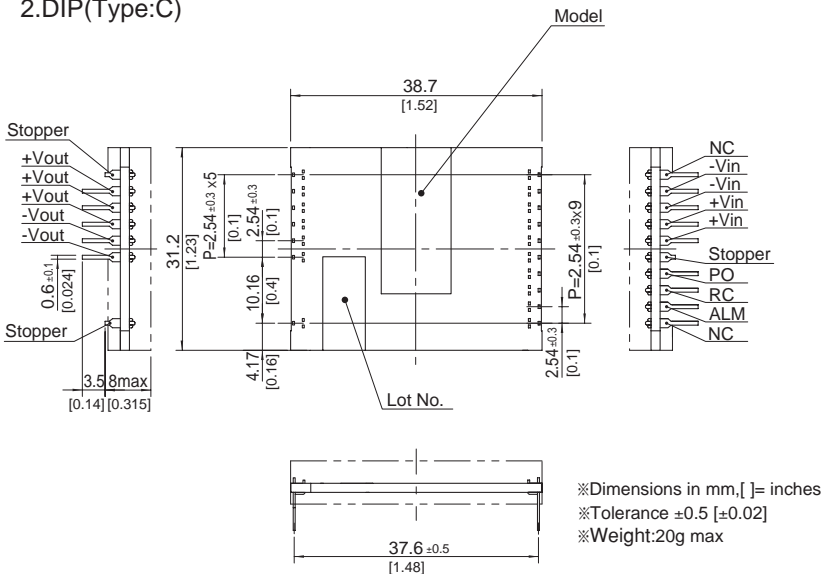 2.DIP(Type:C)
Model
38.7
[1.52]
Stopper
+Vout
+Vout
+Vout
-Vout
-Vout
Stopper
0.6±0.1
[0.024]
3.5
8max
[0.14]
[0.315]
31.2
[1.23]
P=2.54±0.3 x5
[0.1]
2.54±0.3
[0.1]
10.16
[0.4]
4.17
[0.16]
Lot No.
P=2.54±0.3x9
[0.1]
2.54±0.3
[0.1]
NC
-Vin
-Vin
+Vin
+Vin
Stopper
PO
RC
ALM
NC
37.6 ±0.5
[1.48]
※Dimensions in mm,[ ]= inches
※Tolerance ±0.5 [±0.02]
※Weight:20g max